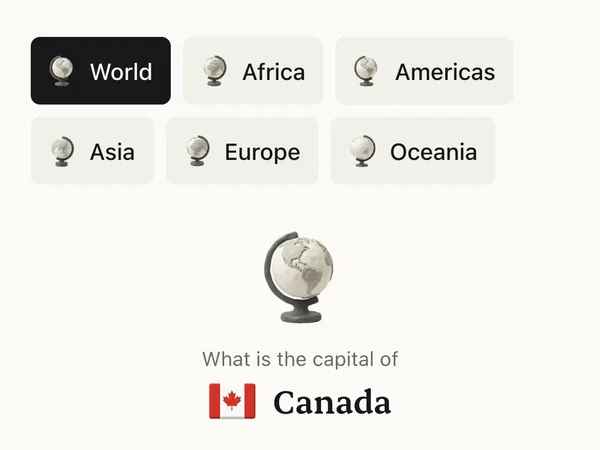 World Africa Americas
Asia Europe Oceania
What is the capital of
Canada